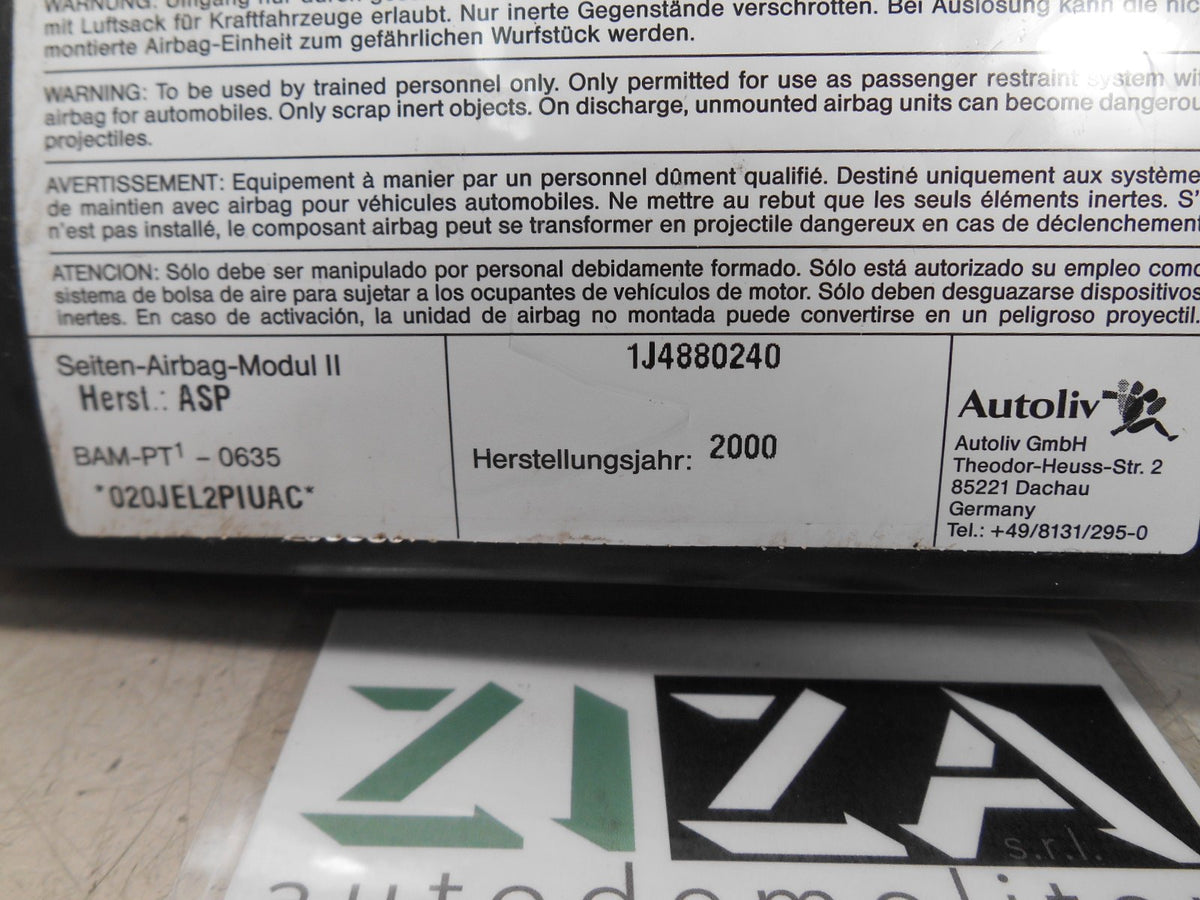 WARNUNG: Umgang nur durch
mit Luftsack für Kraftfahrzeuge erlaubt. Nur inerte Gegenstände verschrotten. Bei Auslösung kann die
montierte Airbag-Einheit zum gefährlichen Wurfstück werden.
WARNING: To be used by trained personnel only. Only permitted for use as passenger restraint system
airbag for automobiles. Only scrap inert objects. On discharge, unmounted airbag units can become
projectiles.
AVERTISSEMENT: Equipement à manier par un personnel dûment qualifié. Destiné uniquement aux système
de maintien avec airbag pour véhicules automobiles. Ne mettre au rebut que les seuls éléments inertes. S'
n'est pas installé, le composant airbag peut se transformer en projectile dangereux en cas de déclenchement
ATENCION: Sólo debe ser manipulado por personal debidamente formado. Sólo está autorizado su empleo como
sistema de bolsa de aire para sujetar a los ocupantes de vehículos de motor. Sólo deben desguazarse dispositivos
inertes. En caso de activación, la unidad de airbag no montada puede convertirse en un peligroso proyectil.
Seiten-Airbag-Modul II
Herst.: ASP
BAM-PT¹ – 0635
*020JEL2PIUAC*
1J4880240
Herstellungsjahr: 2000
Autoliv
Autoliv GmbH
Theodor-Heuss-Str. 2
85221 Dachau
Germany
Tel.: +49/8131/295-0
ZIZA
s.r.l.